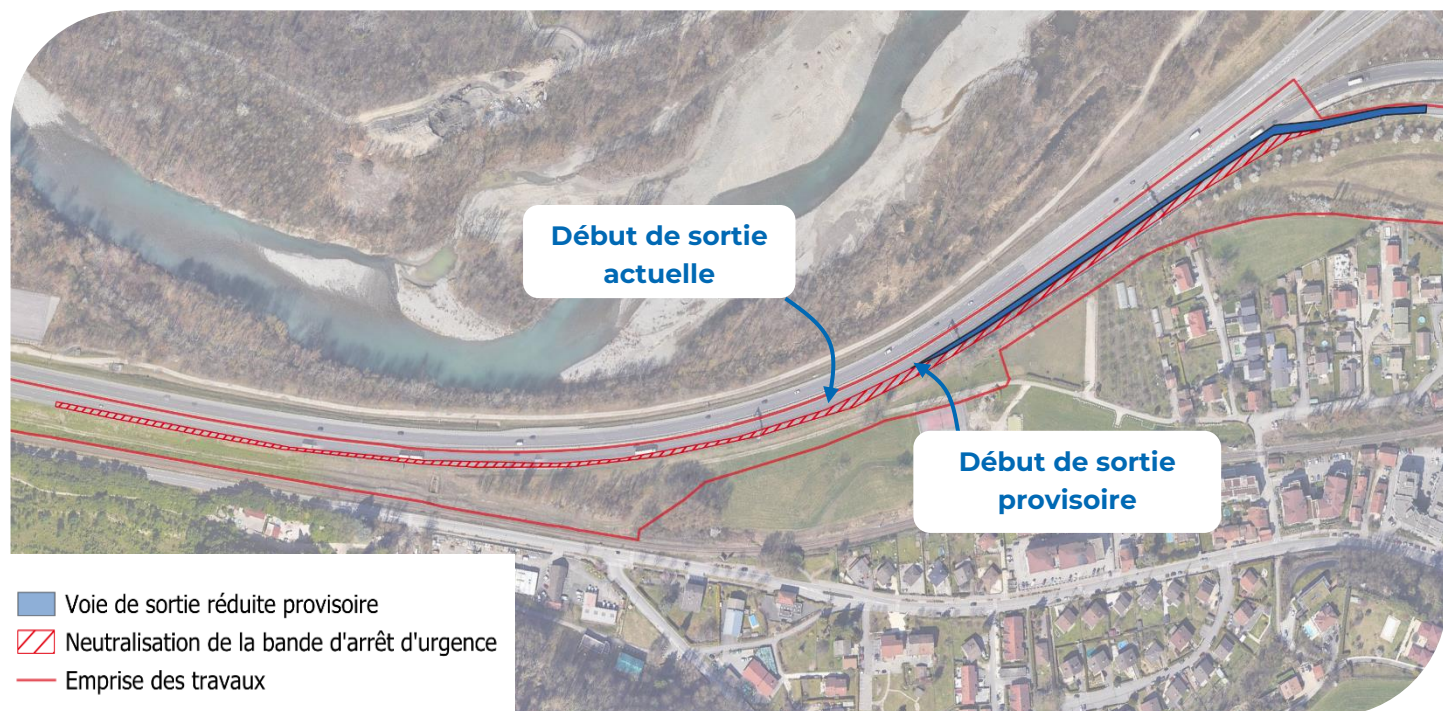 Début de sortie
actuelle
Début de sortie
provisoire
Voie de sortie réduite provisoire
Neutralisation de la bande d'arrêt d'urgence
Emprise des travaux